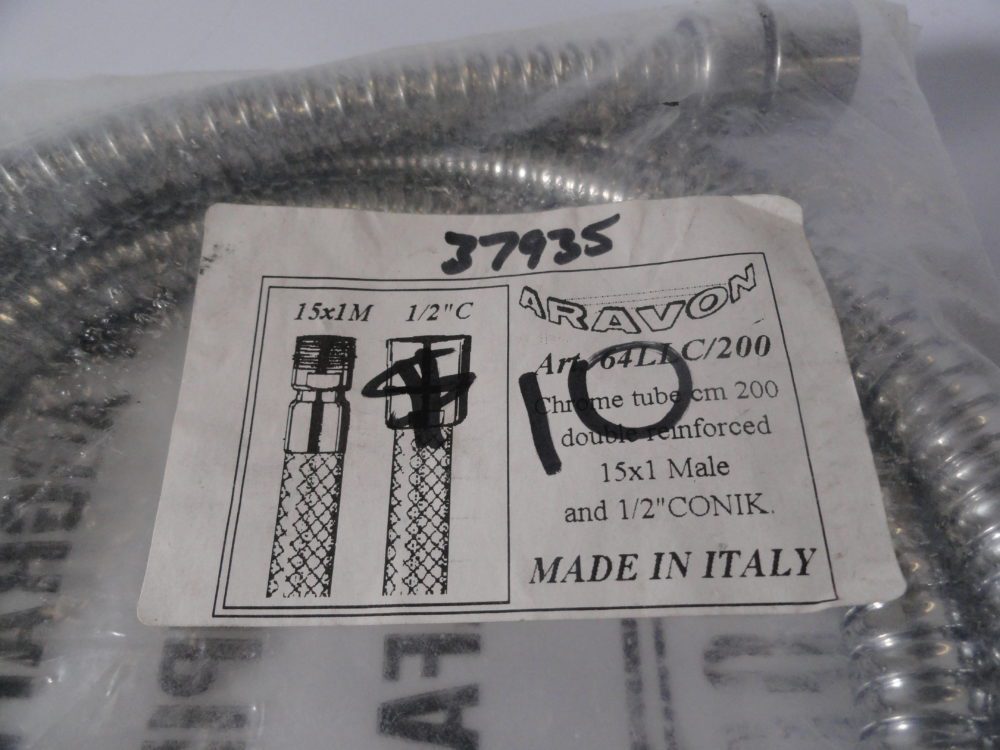 37935
15x1M 1/2"C
ARAVON
Art. 64LLC/200
10
Chrome tube cm 200
double reinforced
15x1 Male
and 1/2"CONIK.
MADE IN ITALY